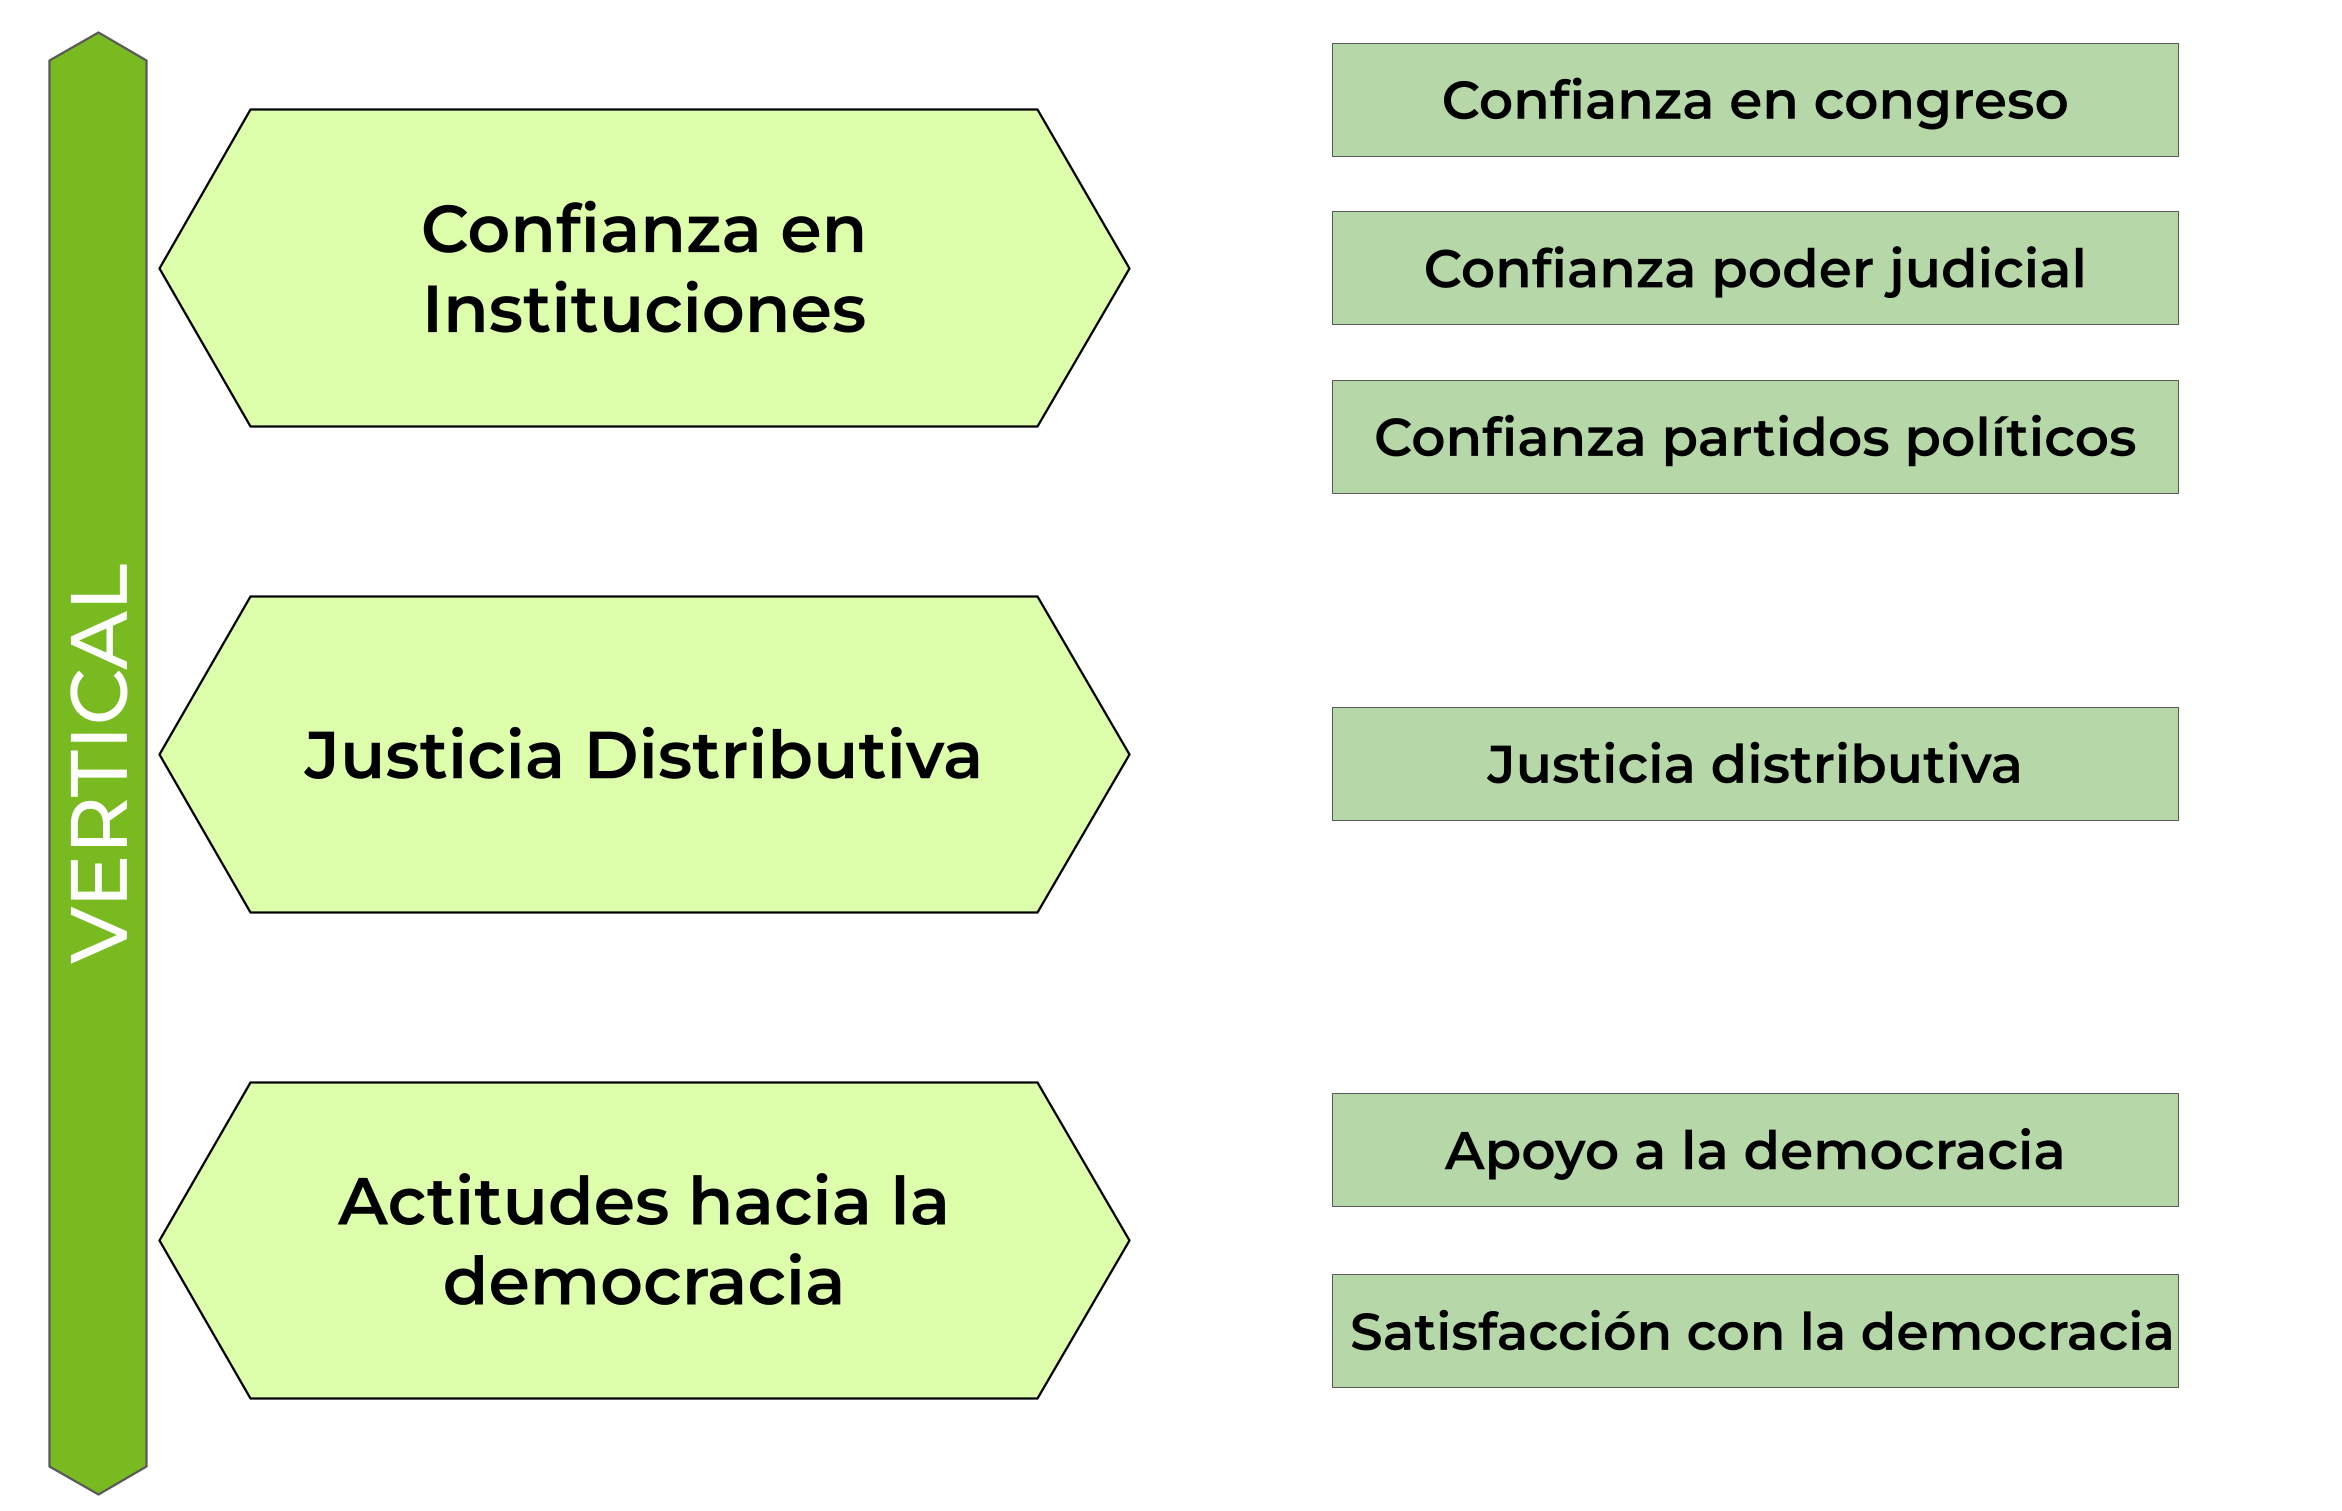 VERTICAL
Confianza en
Instituciones
Confianza en congreso
Confianza poder judicial
Confianza partidos políticos
Justicia Distributiva
Justicia distributiva
Actitudes hacia la
democracia
Apoyo a la democracia
Satisfacción con la democracia